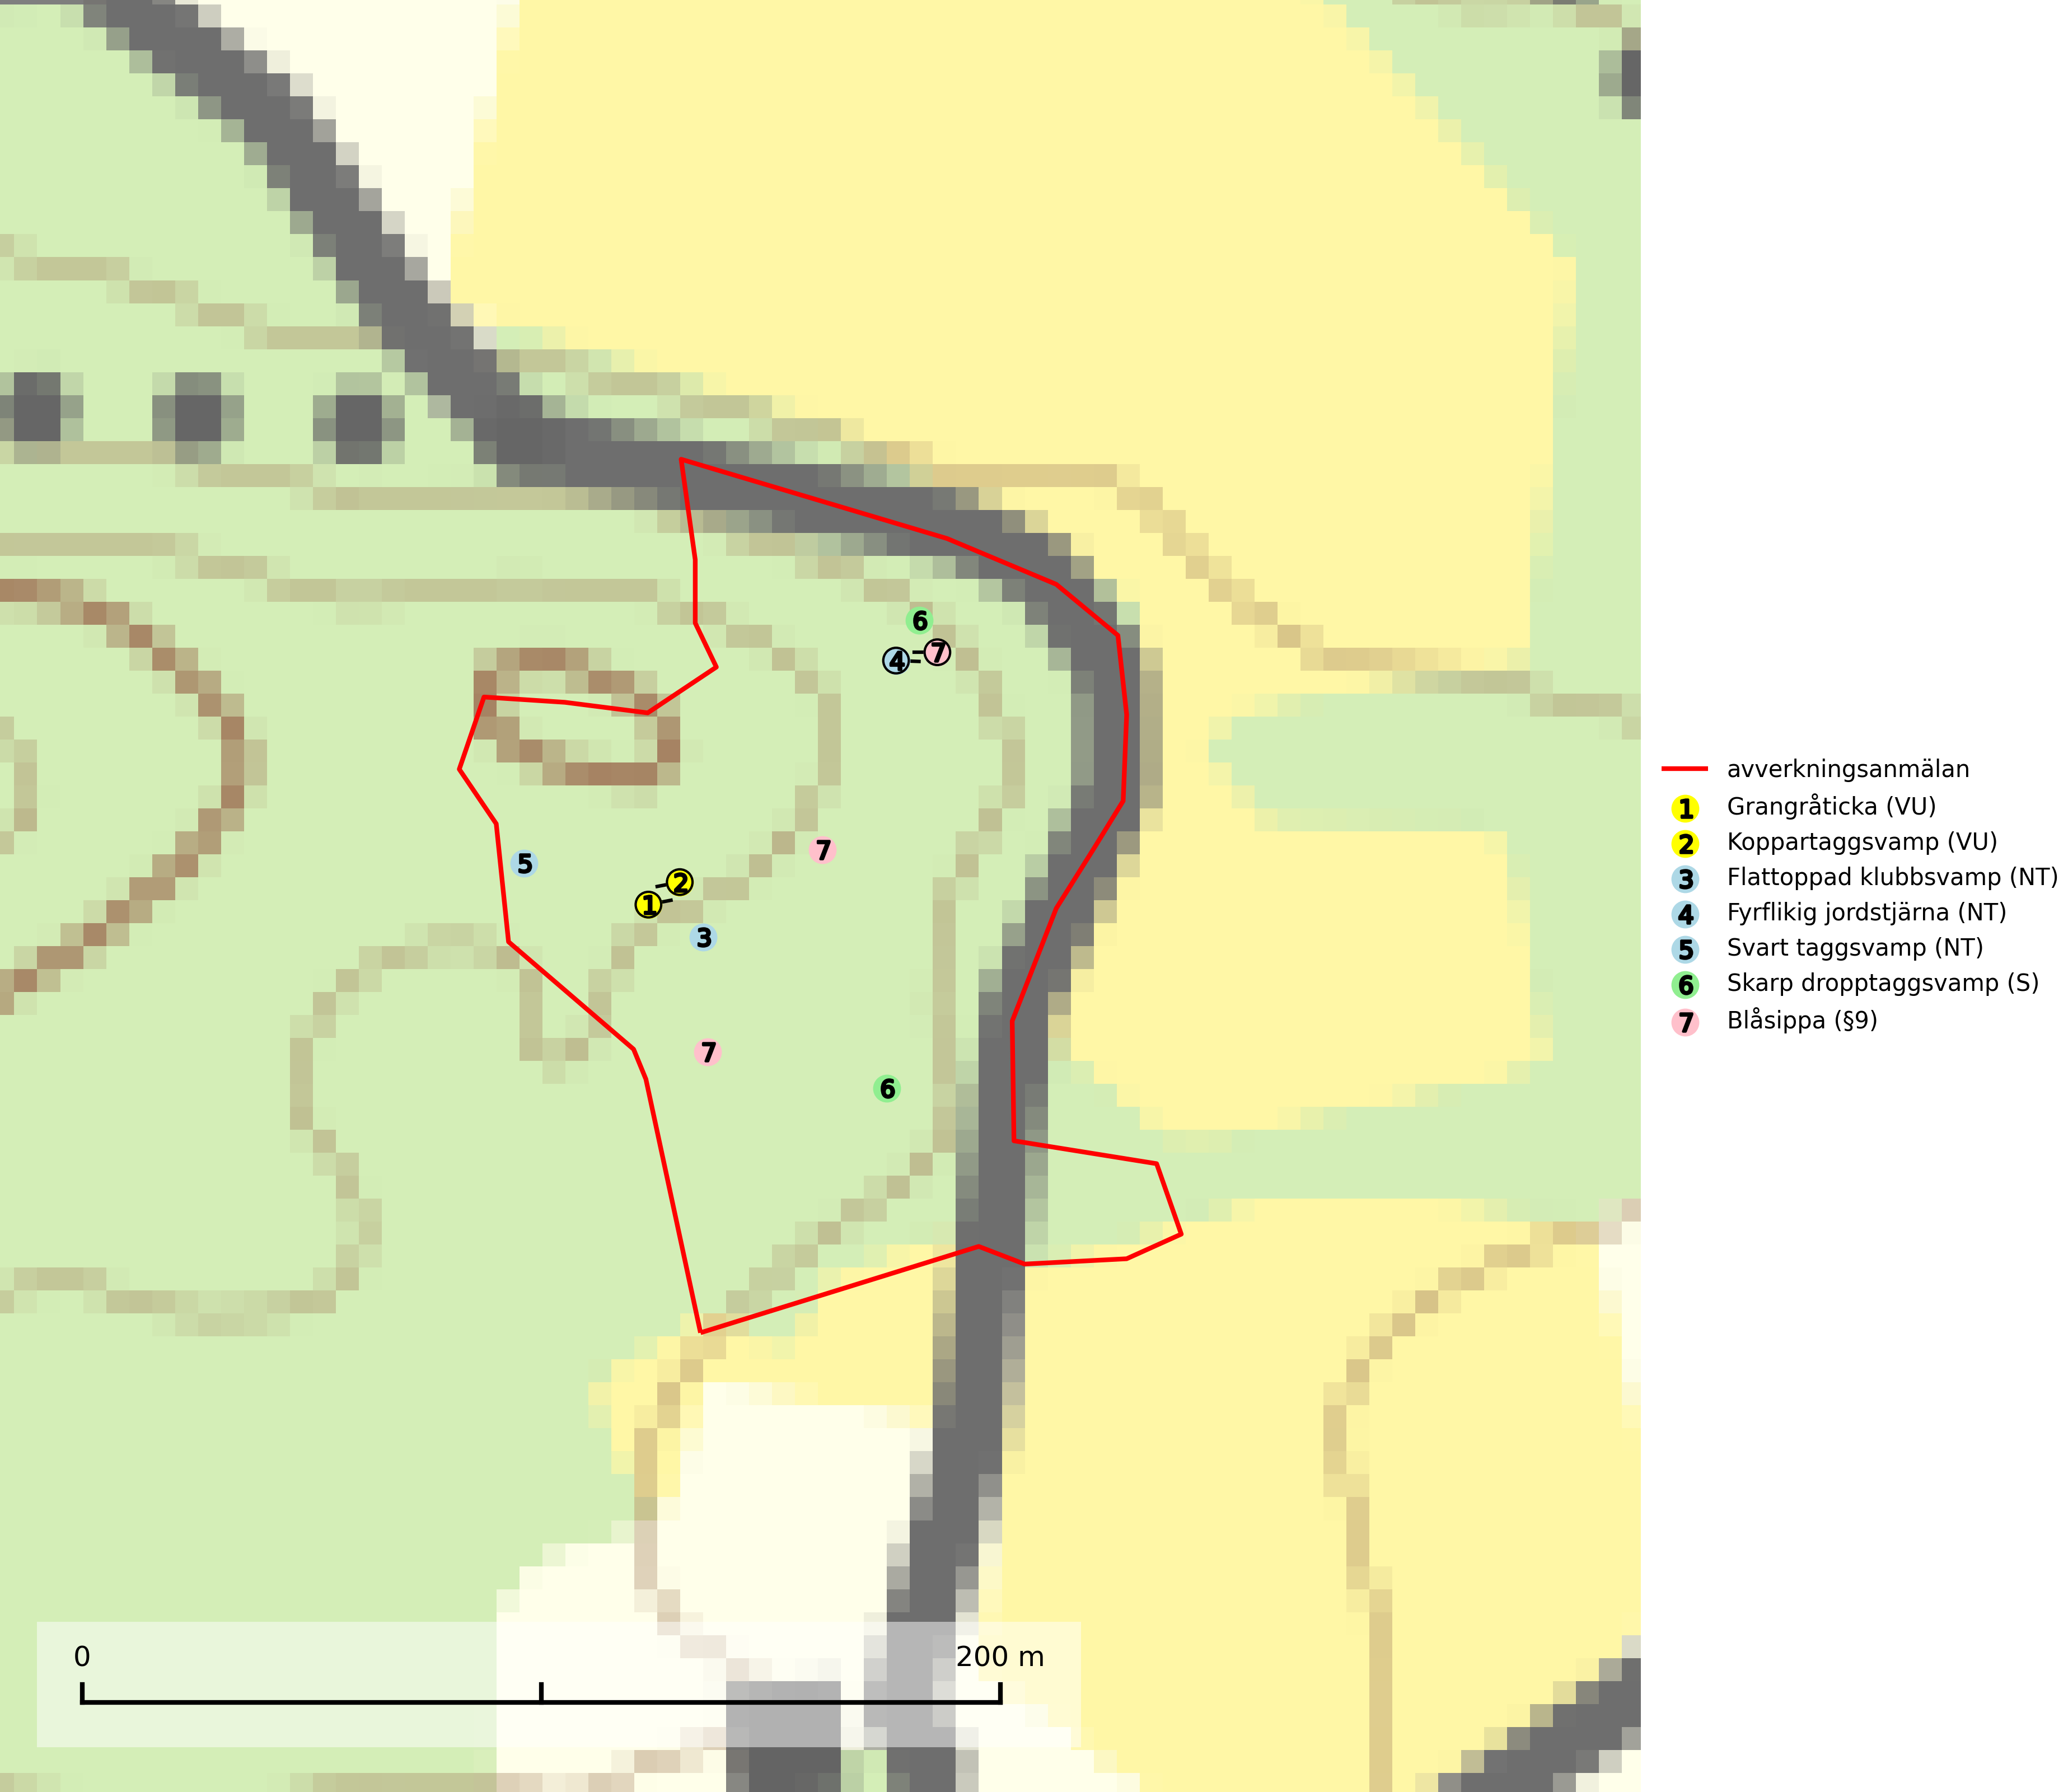 6
4 7
7
5
2
1
3
7
6
avverkningsanmälan
1 Grangråticka (VU)
2 Koppartaggsvamp (VU)
3 Flattoppad klubbsvamp (NT)
4 Fyrflikig jordstjärna (NT)
5 Svart taggsvamp (NT)
6 Skarp dropptaggsvamp (S)
7 Blåsippa (§9)
0 200 m